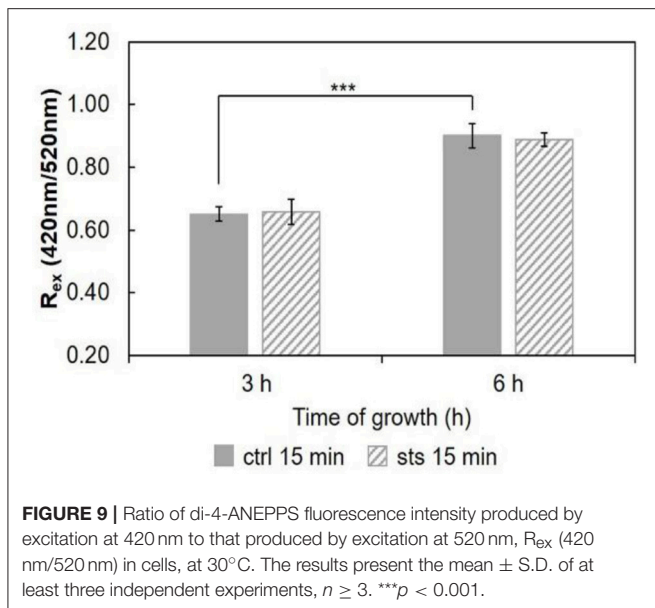 1.20
***
1.00
0.80
0.60
0.40
0.20
Rex (420nm/520nm)
3 h 6 h
Time of growth (h)
ctrl 15 min sts 15 min
FIGURE 9 | Ratio of di-4-ANEPPS fluorescence intensity produced by
excitation at 420 nm to that produced by excitation at 520 nm, Rex (420
nm/520 nm) in cells, at 30°C. The results present the mean ± S.D. of at
least three independent experiments, n ≥ 3. ***p < 0.001.